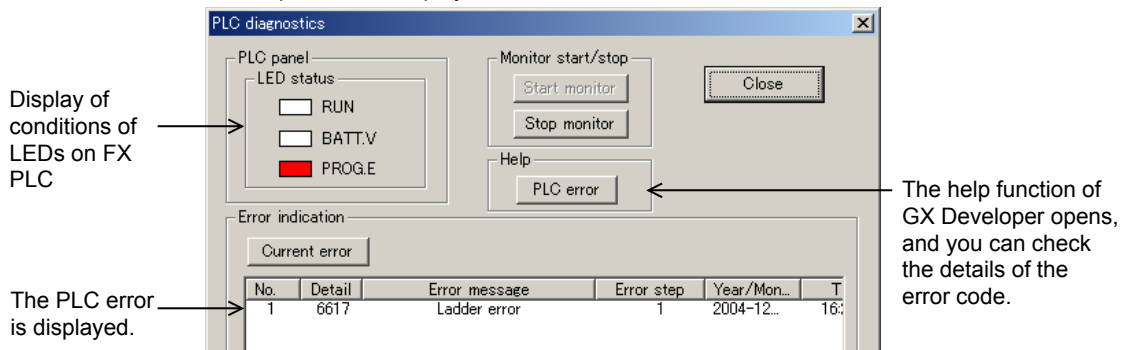 PLC diagnostics
PLC panel
LED status
RUN
BATT.V
PROG.E
Monitor start/stop
Start monitor
Stop monitor
Close
Help
PLC error
Display of
conditions of
LEDs on FX
PLC
The help function of
GX Developer opens,
and you can check
the details of the
error code.
Error indication
Current error
No. Detail Error message Error step Year/Mon... T
1 6617 Ladder error 1 2004-12... 16:
The PLC error
is displayed.